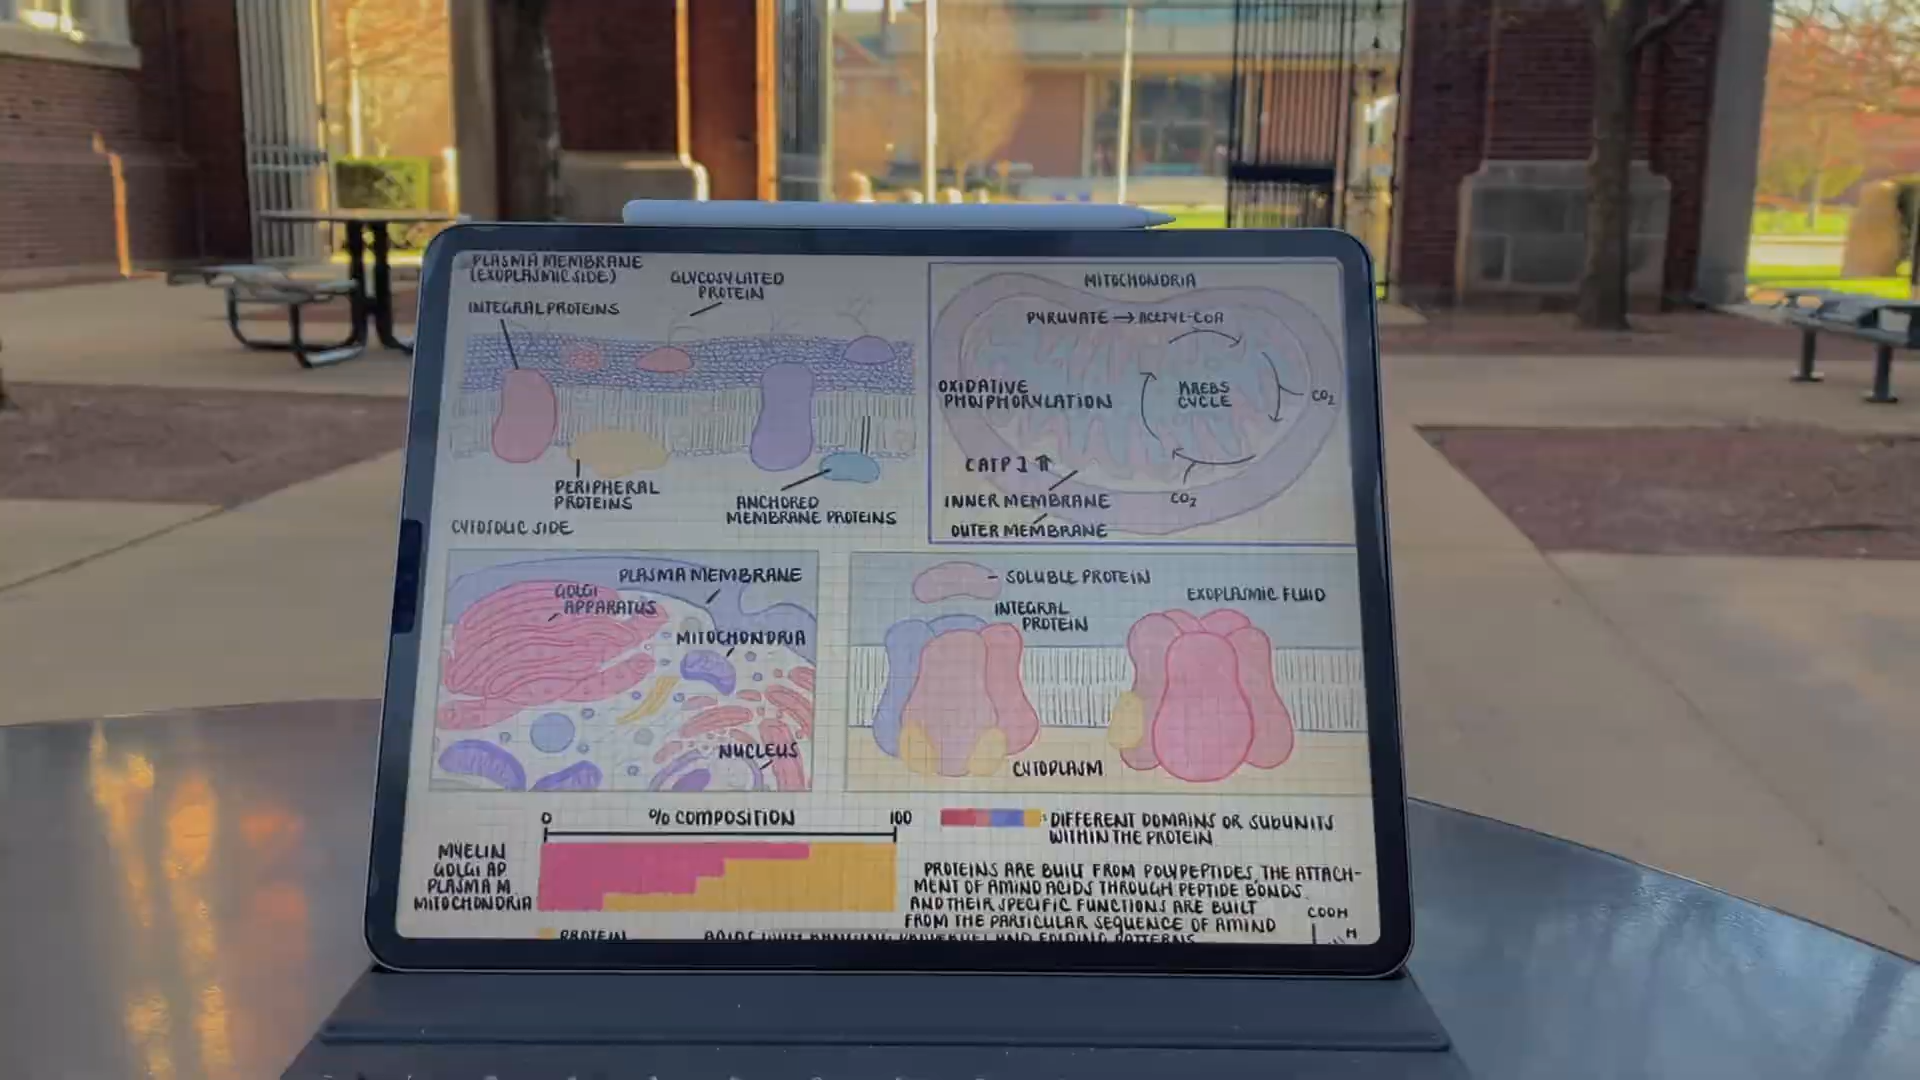 PLASMA MEMBRANE
(EXOPLASMIC SIDE)
INTEGRAL PROTEINS
GLYCOSYLATED
PROTEIN
PERIPHERAL
PROTEINS
ANCHORED
MEMBRANE PROTEINS
CYTOSOLIC SIDE
MITOCHONDRIA
PYRUVATE → ACETYL-COA
OXIDATIVE
PHOSPHORYLATION
KREBS
CYCLE
CO2
[ATP] ⇈
CO2
INNER MEMBRANE
OUTER MEMBRANE
PLASMA MEMBRANE
GOLGI
APPARATUS
MITOCHONDRIA
NUCLEUS
SOLUBLE PROTEIN
INTEGRAL
PROTEIN
EXOPLASMIC FLUID
CYTOPLASM
0 % COMPOSITION 100
MYELIN
GOLGI AP.
PLASMA M.
MITOCHONDRIA
PROTEIN
: DIFFERENT DOMAINS OR SUBUNITS
WITHIN THE PROTEIN
PROTEINS ARE BUILT FROM POLYPEPTIDES, THE ATTACH-
MENT OF AMINO ACIDS THROUGH PEPTIDE BONDS.
AND THEIR SPECIFIC FUNCTIONS ARE BUILT
FROM THE PARTICULAR SEQUENCE OF AMINO
AND FOLDING PATTERNS
COOH
H